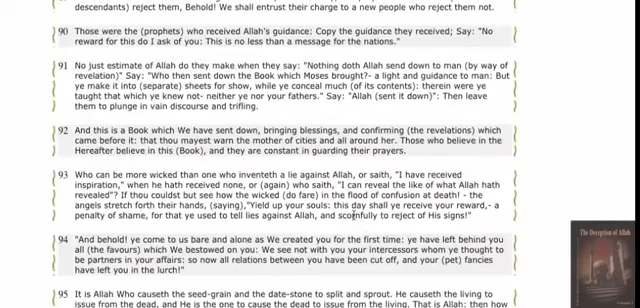 descendants) reject them, Behold! We shall entrust their charge to a new people who reject them not.
90 Those were the (prophets) who received Allah's guidance: Copy the guidance they received; Say: "No
reward for this do I ask of you: This is no less than a message for the nations."
91 No just estimate of Allah do they make when they say: "Nothing doth Allah send down to man (by way of
revelation)" Say: "Who then sent down the Book which Moses brought?- a light and guidance to man: But
ye make it into (separate) sheets for show, while ye conceal much (of its contents): therein were ye
taught that which ye knew not- neither ye nor your fathers." Say: "Allah (sent it down)": Then leave
them to plunge in vain discourse and trifling.
92 And this is a Book which We have sent down, bringing blessings, and confirming (the revelations) which
came before it: that thou mayest warn the mother of cities and all around her. Those who believe in the
Hereafter believe in this (Book), and they are constant in guarding their prayers.
93 Who can be more wicked than one who inventeth a lie against Allah, or saith, "I have received
inspiration," when he hath received none, or (again) who saith, "I can reveal the like of what Allah hath
revealed"? If thou couldst but see how the wicked (do fare) in the flood of confusion at death! - the
angels stretch forth their hands, (saying),"Yield up your souls: this day shall ye receive your reward,- a
penalty of shame, for that ye used to tell lies against Allah, and scornfully to reject of His signs!"
94 "And behold! ye come to us bare and alone as We created you for the first time: ye have left behind you
all (the favours) which We bestowed on you: We see not with you your intercessors whom ye thought to
be partners in your affairs: so now all relations between you have been cut off, and your (pet) fancies
have left you in the lurch!"
95 It is Allah Who causeth the seed-grain and the date-stone to split and sprout. He causeth the living to
issue from the dead, and He is the one to cause the dead to issue from the living. That is Allah: then how
The Deception of Allah